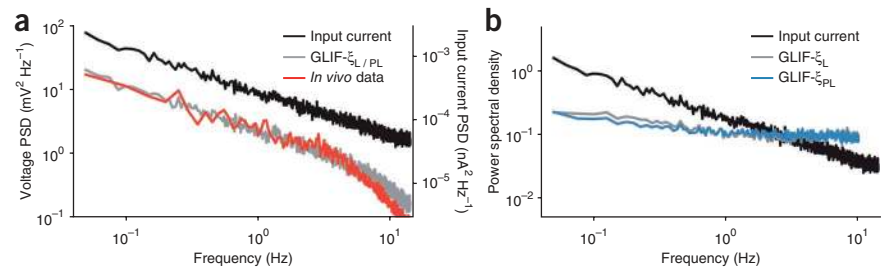 a
Voltage PSD (mV² Hz⁻¹)
10²
10¹
10⁰
10⁻¹
Input current
GLIF-ξL / PL
In vivo data
10⁻³
10⁻⁴
10⁻⁵
Input current PSD (nA² Hz⁻¹)
10⁻¹
10⁰
10¹
Frequency (Hz)
b
Power spectral density
10⁰
10⁻¹
10⁻²
Input current
GLIF-ξL
GLIF-ξPL
10⁻¹
10⁰
10¹
Frequency (Hz)